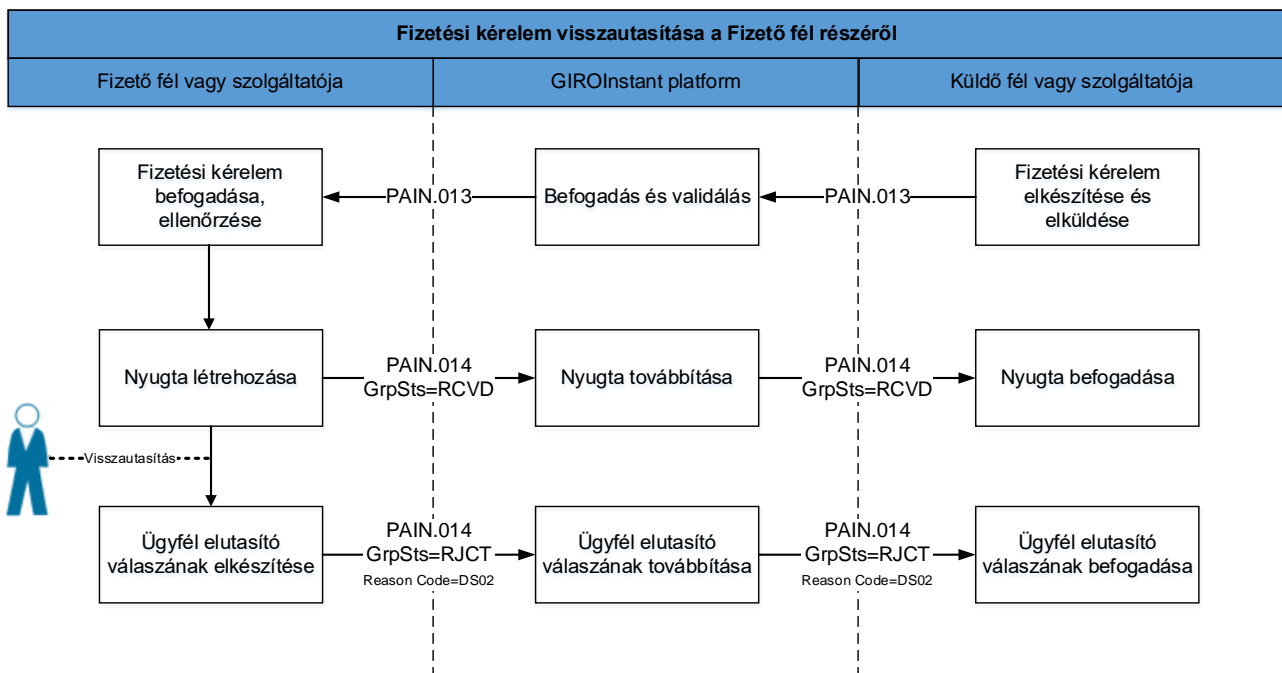 Fizetési kérelem visszautasítása a Fizető fél részéről
Fizető fél vagy szolgáltatója
GIROInstant platform
Küldő fél vagy szolgáltatója
Fizetési kérelem
befogadása,
ellenőrzése
PAIN.013
Befogadás és validálás
PAIN.013
Fizetési kérelem
elkészítése és
elküldése
Nyugta létrehozása
PAIN.014
GrpSts=RCVD
Nyugta továbbítása
PAIN.014
GrpSts=RCVD
Nyugta befogadása
Visszautasítás
Ügyfél elutasító
válaszának elkészítése
PAIN.014
GrpSts=RJCT
Reason Code=DS02
Ügyfél elutasító
válaszának továbbítása
PAIN.014
GrpSts=RJCT
Reason Code=DS02
Ügyfél elutasító
válaszának befogadása